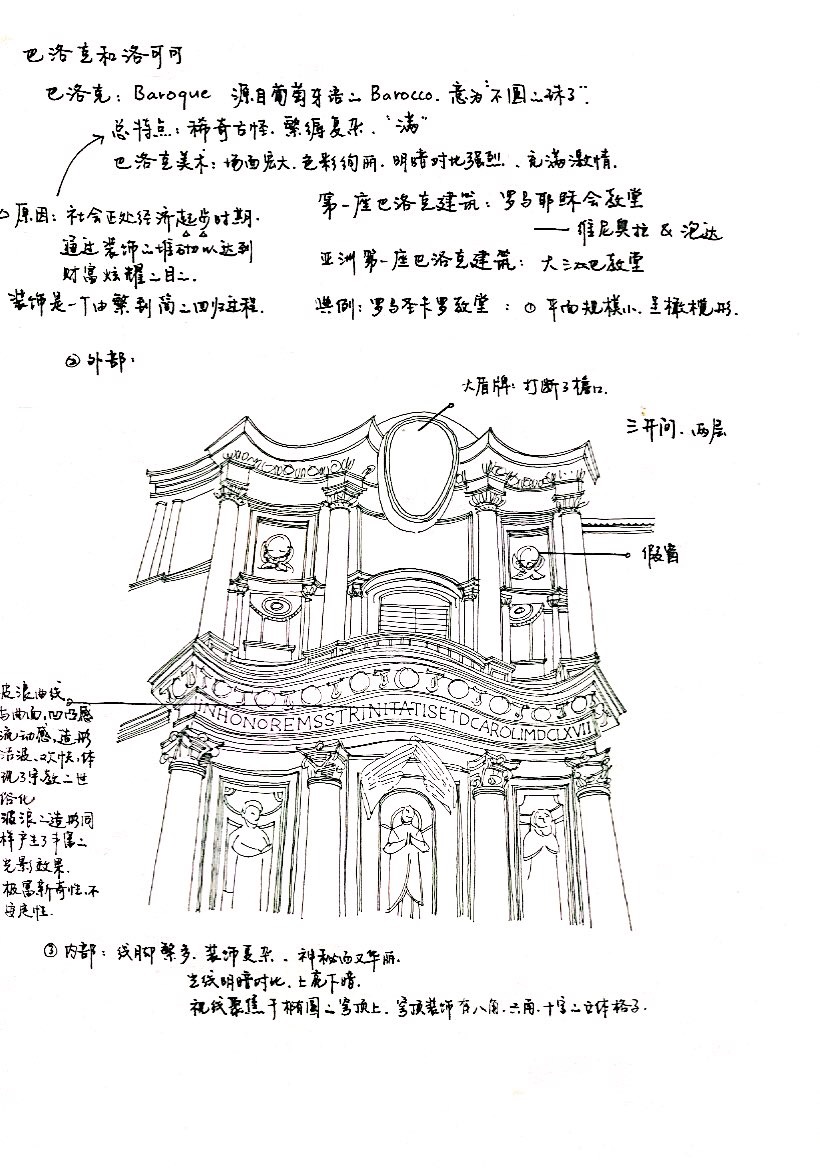 巴洛克和洛可可
巴洛克：Baroque 源自葡萄牙语之Barocco. 意为"不圆之珠子".
总特点：稀奇古怪. 繁缛复杂. "满"
巴洛克美术：场面宏大. 色彩绚丽. 明暗对比强烈、充满激情.
原因：社会正处经济起步时期.
通过装饰之堆砌以达到
财富炫耀之目之.
装饰是一个由繁到简之回归过程.
第一座巴洛克建筑：罗马耶稣会教堂
—— 维尼奥拉 & 泡达
亚洲第一座巴洛克建筑：大三巴教堂
典例：罗马圣卡罗教堂：① 平面规模小. 呈橄榄形.
② 外部：
大盾牌：打断了檐口.
三开间. 两层
假窗
波浪曲线
与曲面, 凹凸感
流动感, 造形
活泼、欢快, 体
现了宗教之世
俗化
波浪之造形同
样产生了丰富之
光影效果.
极富新奇性, 不
安定性.
INHONOREMSSTRINITATISETDCAROLIMDCLXVII
③ 内部：线脚繁多. 装饰复杂、神秘而又华丽.
光线明暗对比. 上亮下暗.
视线聚焦于椭圆之穹顶上. 穹顶装饰有八角. 六角. 十字之立体格子.